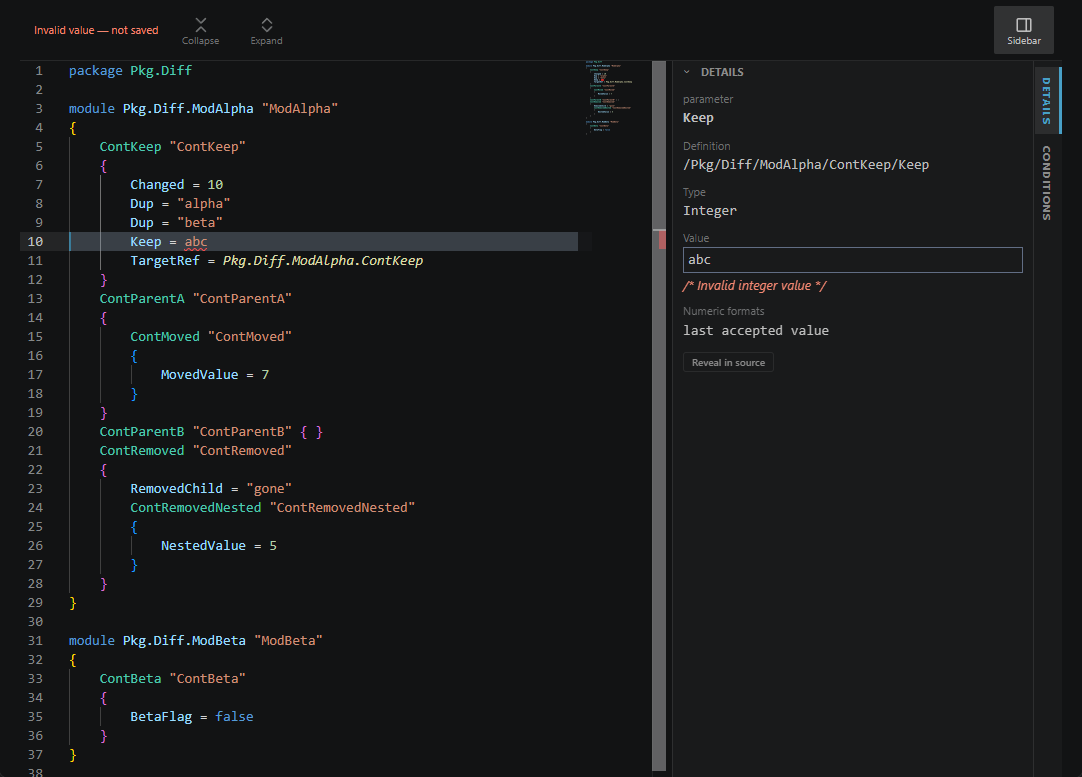 Invalid value — not saved
Collapse
Expand
Sidebar
1 package Pkg.Diff
2
3 module Pkg.Diff.ModAlpha "ModAlpha"
4 {
5 ContKeep "ContKeep"
6 {
7 Changed = 10
8 Dup = "alpha"
9 Dup = "beta"
10 Keep = abc
11 TargetRef = Pkg.Diff.ModAlpha.ContKeep
12 }
13 ContParentA "ContParentA"
14 {
15 ContMoved "ContMoved"
16 {
17 MovedValue = 7
18 }
19 }
20 ContParentB "ContParentB" { }
21 ContRemoved "ContRemoved"
22 {
23 RemovedChild = "gone"
24 ContRemovedNested "ContRemovedNested"
25 {
26 NestedValue = 5
27 }
28 }
29 }
30
31 module Pkg.Diff.ModBeta "ModBeta"
32 {
33 ContBeta "ContBeta"
34 {
35 BetaFlag = false
36 }
37 }
38
DETAILS
parameter
Keep
Definition
/Pkg/Diff/ModAlpha/ContKeep/Keep
Type
Integer
Value
abc
/* Invalid integer value */
Numeric formats
last accepted value
Reveal in source
DETAILS
CONDITIONS